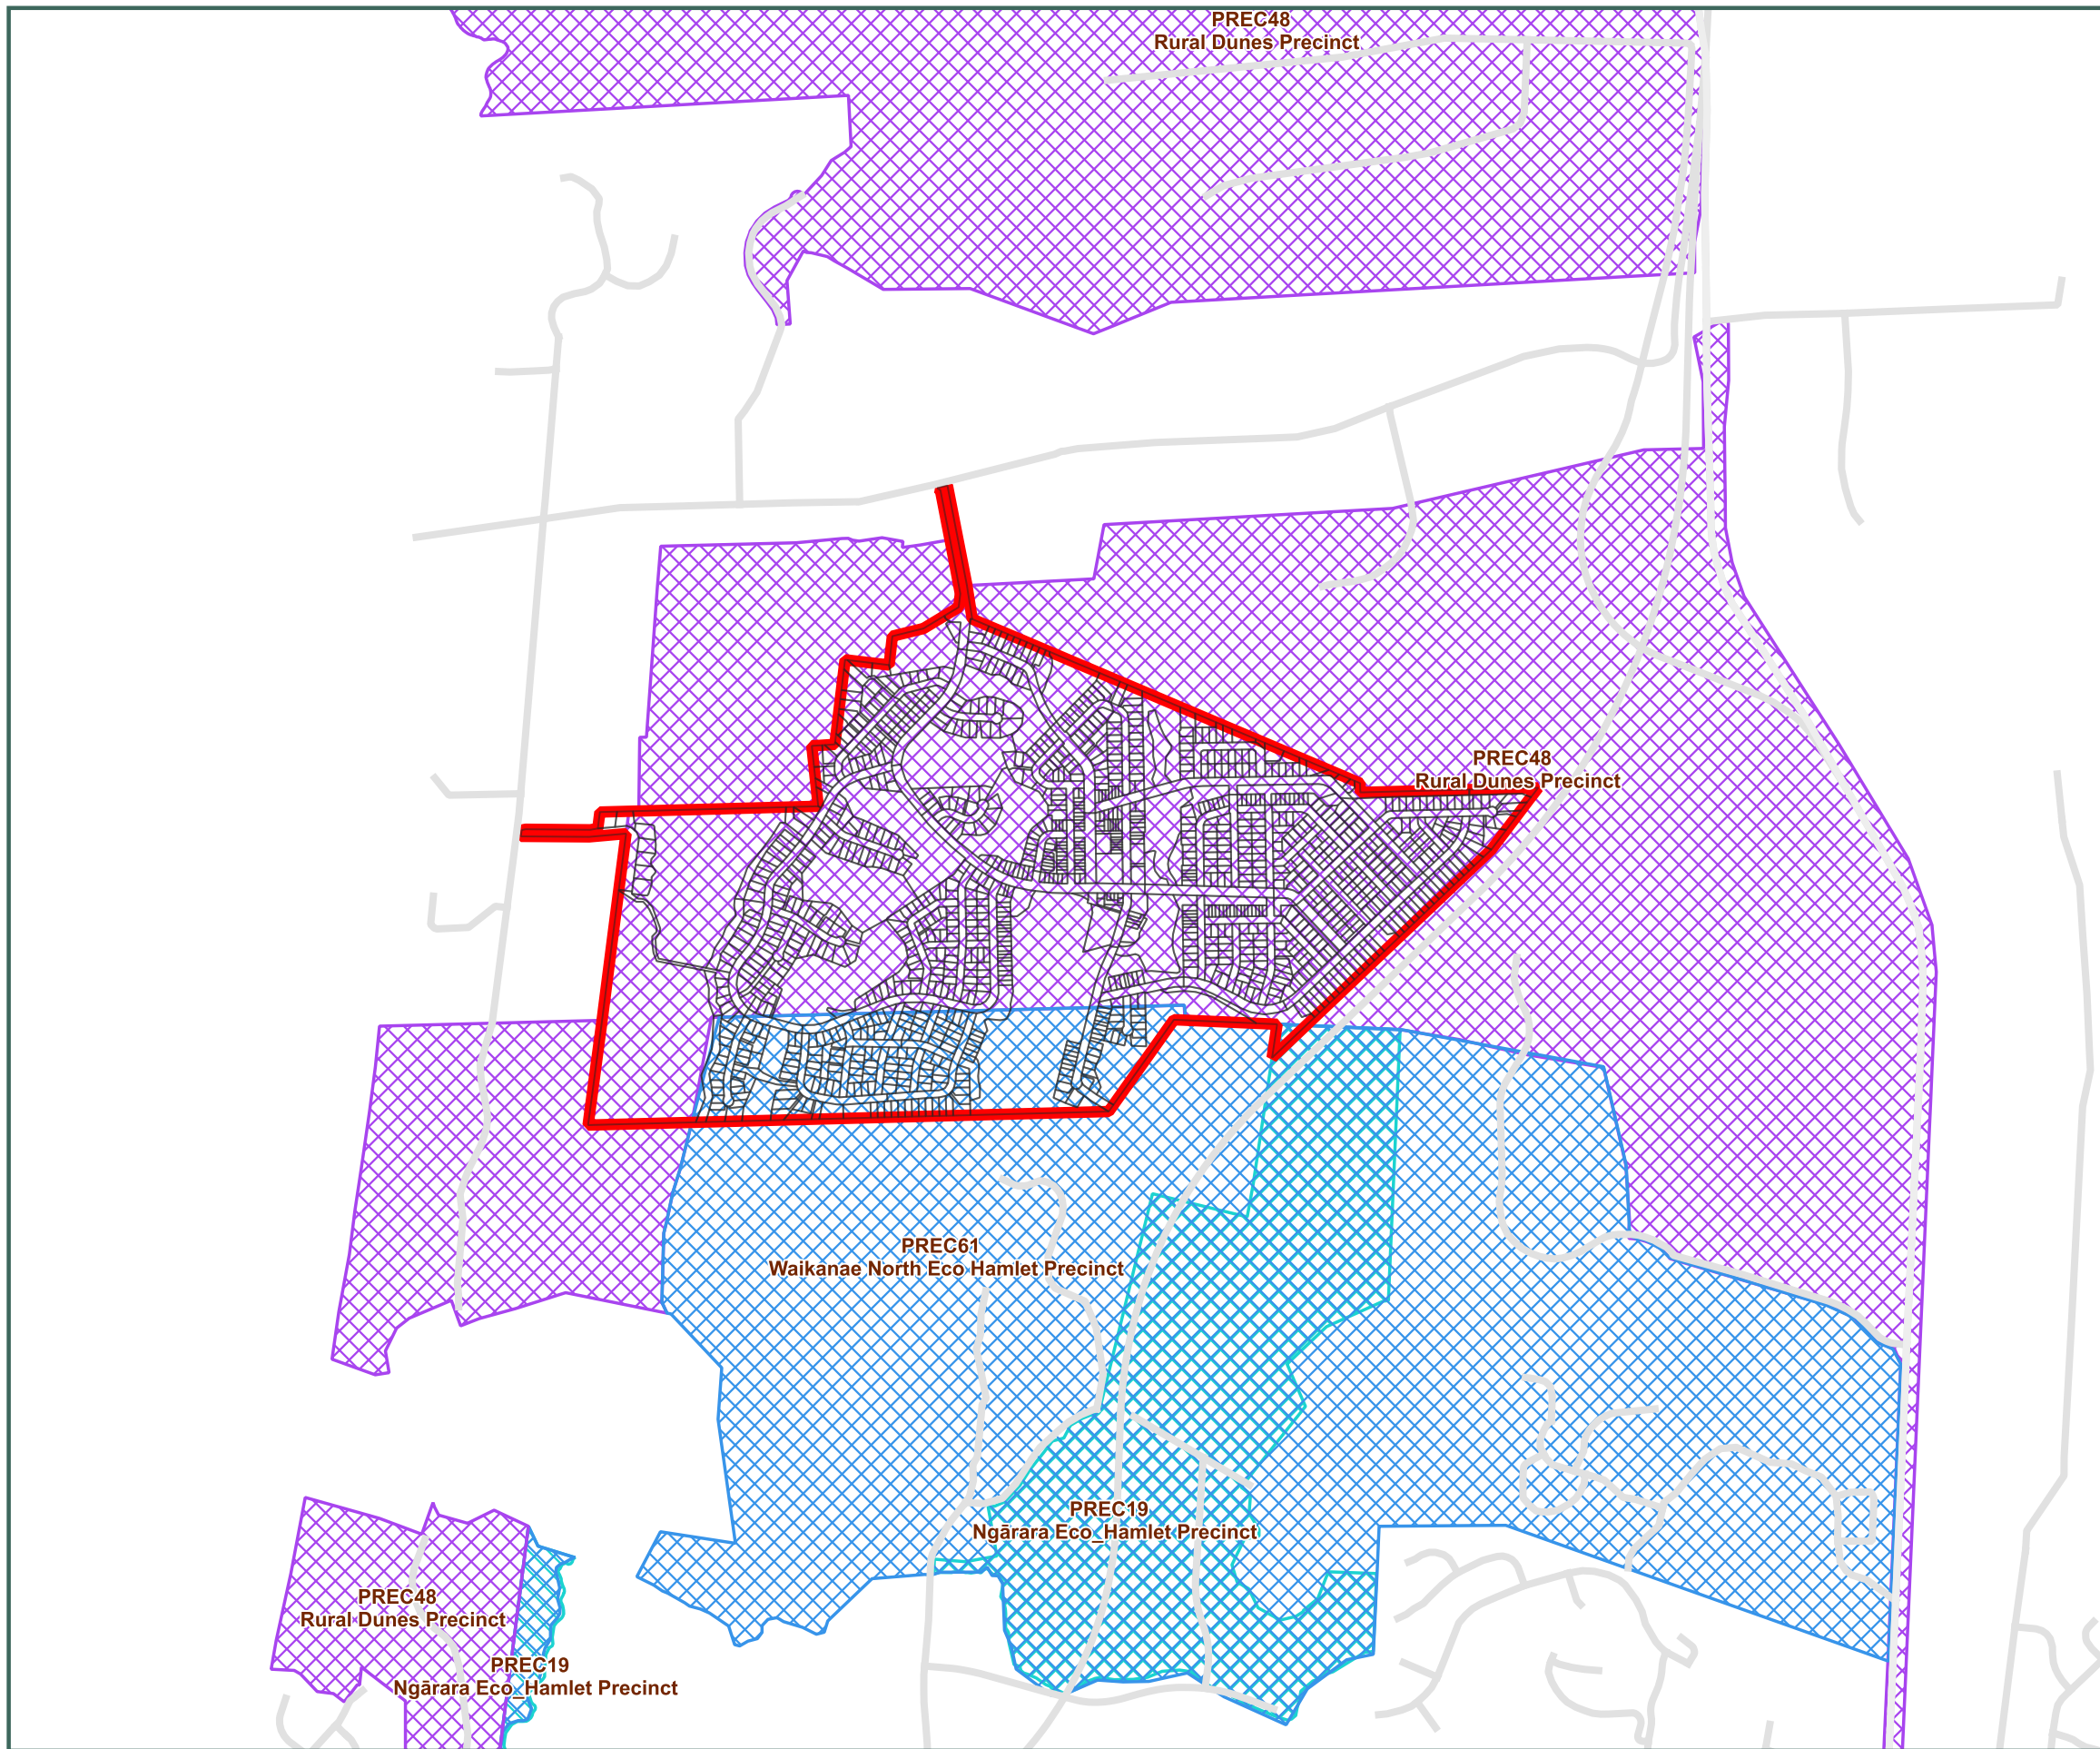 PREC48
Rural Dunes Precinct
PREC48
Rural Dunes Precinct
PREC61
Waikanae North Eco Hamlet Precinct
PREC19
Ngārara Eco_Hamlet Precinct
PREC48
Rural Dunes Precinct
PREC19
Ngārara Eco_Hamlet Precinct